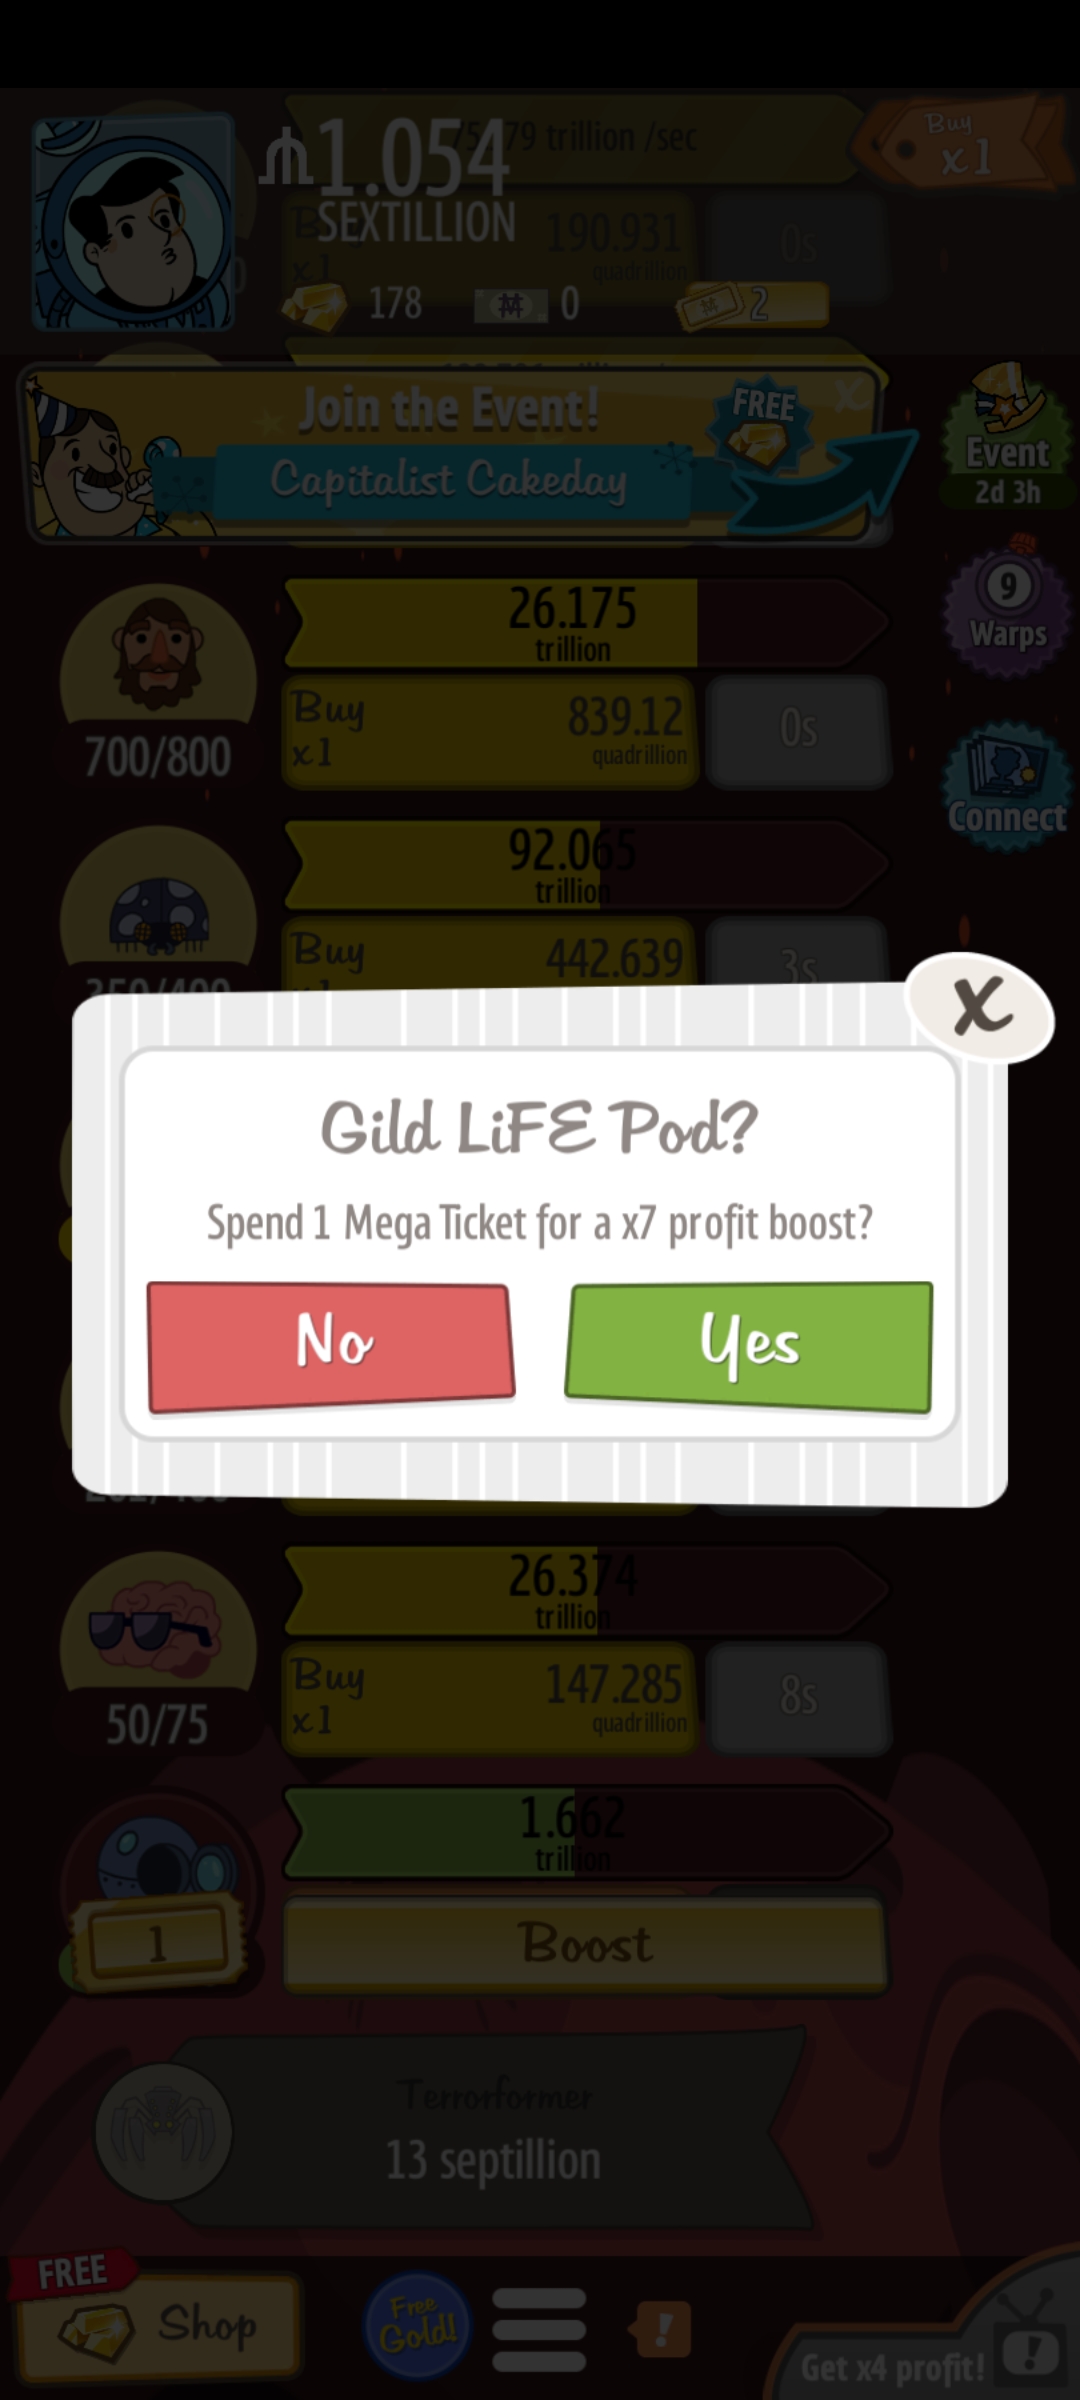 trillion /sec
Buy
x1
1.054
SEXTILLION
190.931
quadrillion
0s
x1
178
0
2
Join the Event!
FREE
Capitalist Cakeday
X
Event
2d 3h
26.175
trillion
9
Warps
Buy
x1
839.12
quadrillion
0s
700/800
Connect
92.065
trillion
Buy
442.639
3s
X
Gild LiFE Pod?
Spend 1 Mega Ticket for a x7 profit boost?
No
Yes
26.374
trillion
Buy
x1
147.285
quadrillion
8s
50/75
1.662
trillion
1
Boost
Terrorformer
13 septillion
FREE
Shop
Free
Gold!
!
!
Get x4 profit!